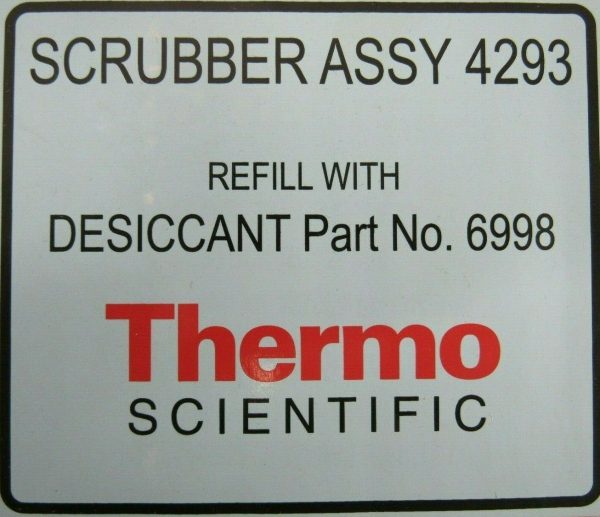 SCRUBBER ASSY 4293
REFILL WITH
DESICCANT Part No. 6998
Thermo
SCIENTIFIC